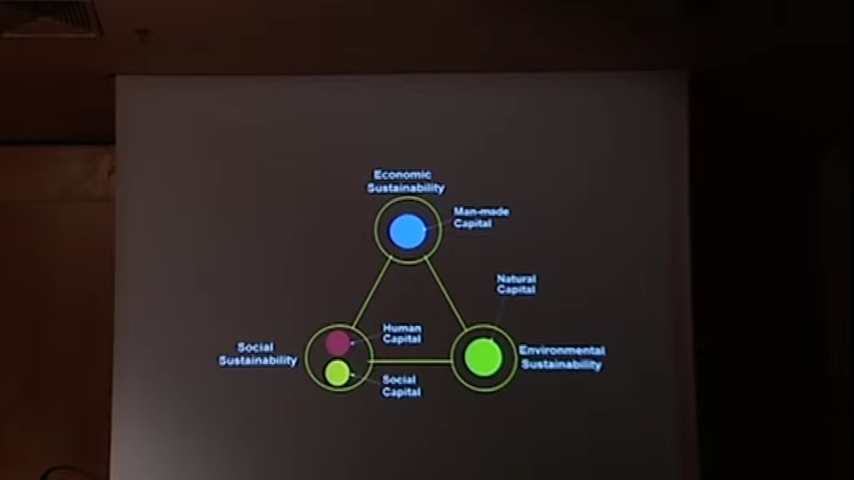 Economic
Sustainability
Man-made
Capital
Natural
Capital
Human
Capital
Social
Sustainability
Environmental
Sustainability
Social
Capital